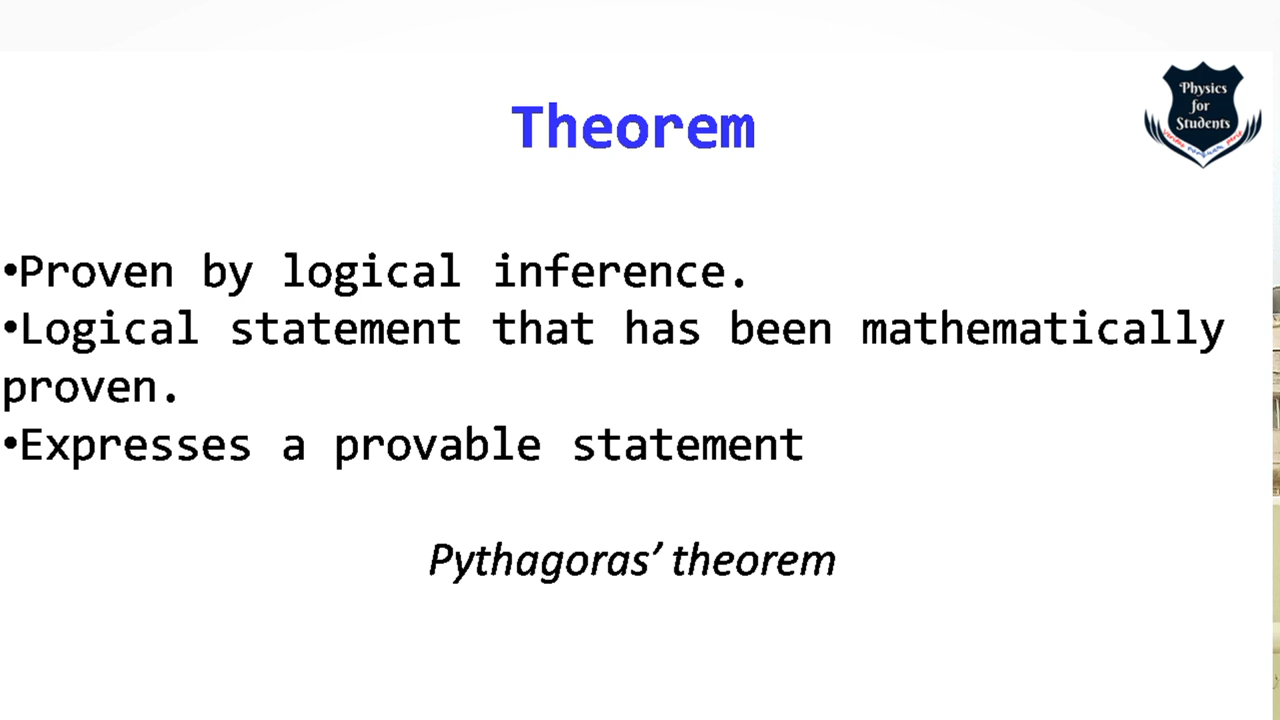 Physics
for
Students
Theorem
•Proven by logical inference.
•Logical statement that has been mathematically
proven.
•Expresses a provable statement
Pythagoras’ theorem